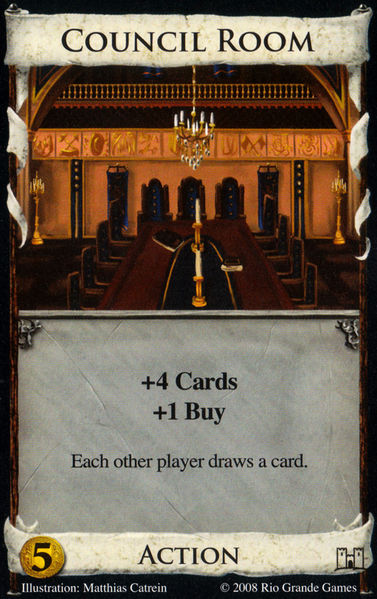 Council Room
+4 Cards
+1 Buy
Each other player draws a card.
5
Action
Illustration: Matthias Catrein
© 2008 Rio Grande Games